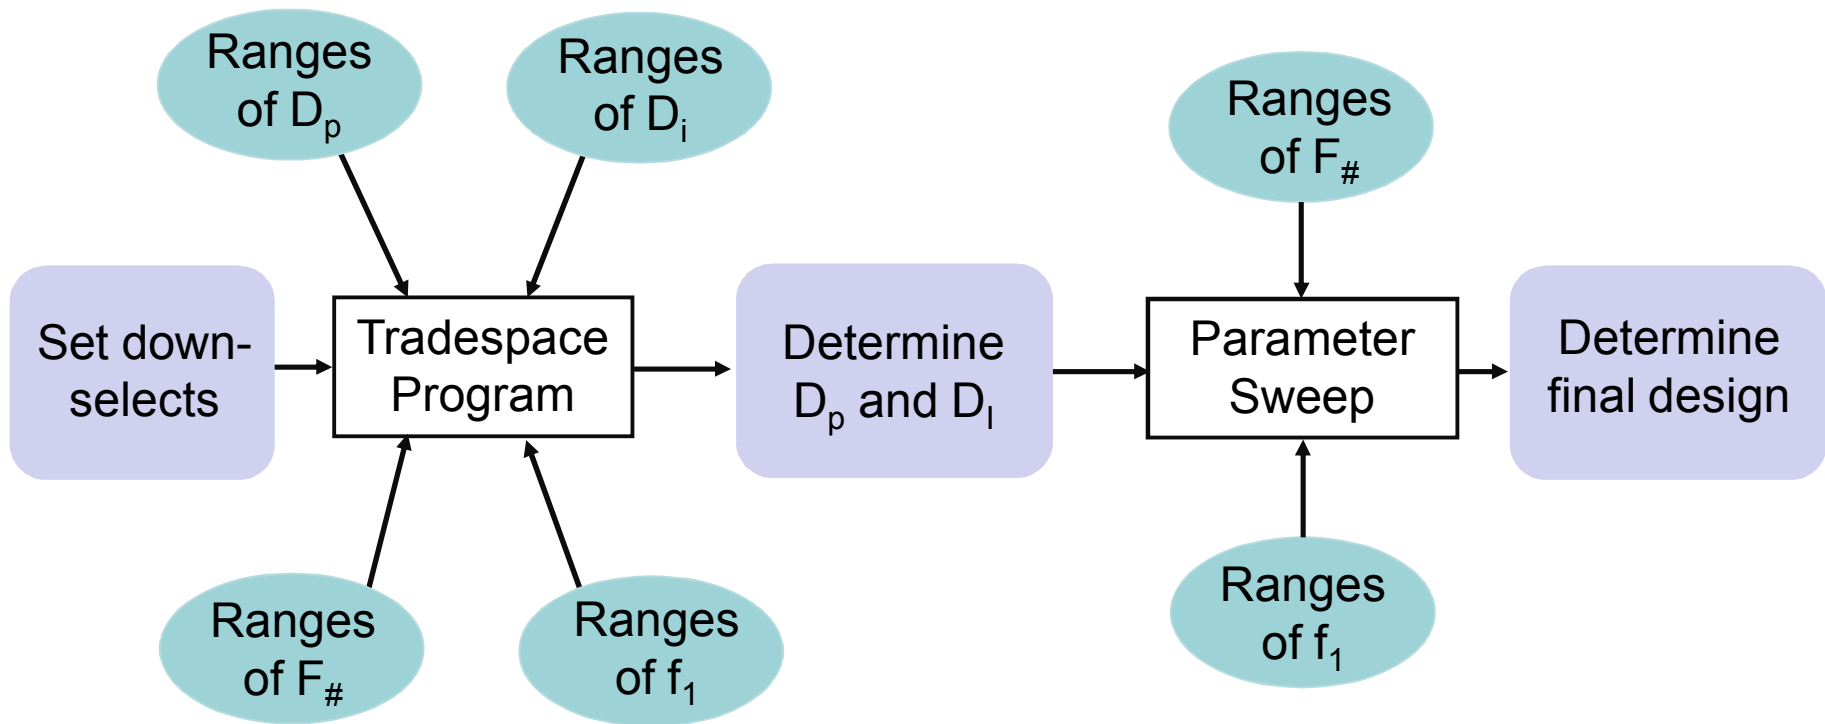 Ranges
of Dp
Ranges
of Di
Ranges
of F#
Set down-
selects
Tradespace
Program
Determine
Dp and DI
Parameter
Sweep
Determine
final design
Ranges
of F#
Ranges
of f1
Ranges
of f1